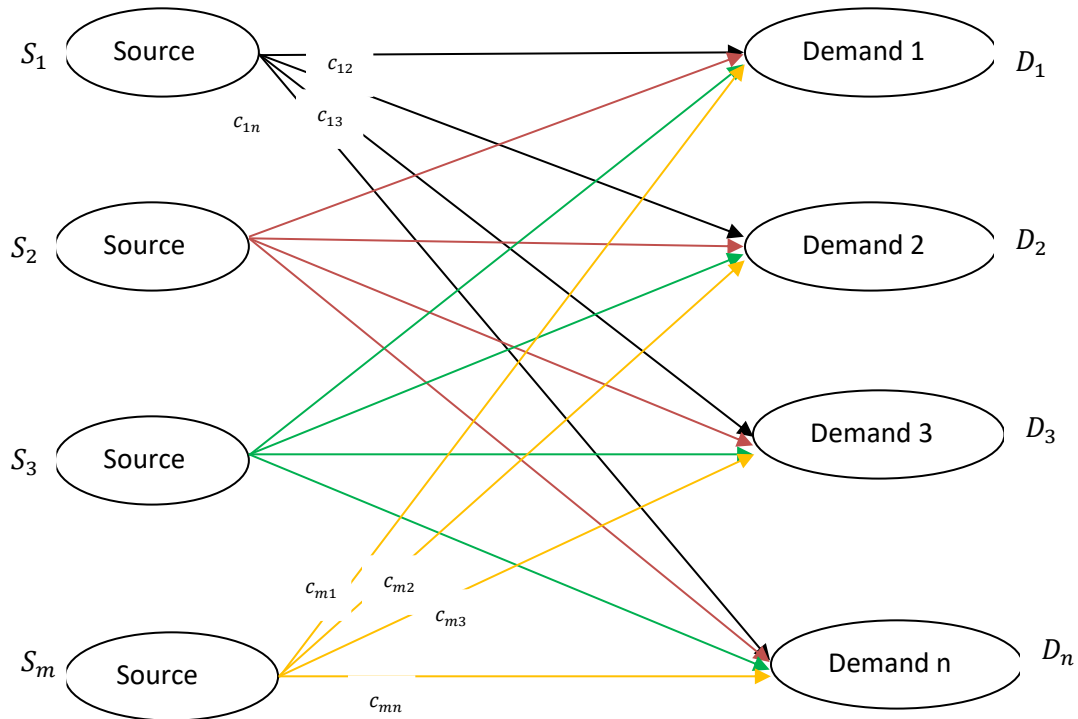 S₁ Source Demand 1 D₁
c₁₂
c₁ₙ c₁₃
S₂ Source Demand 2 D₂
S₃ Source Demand 3 D₃
cₘ₁ cₘ₂
cₘ₃
Sₘ Source Demand n Dₙ
cₘₙ